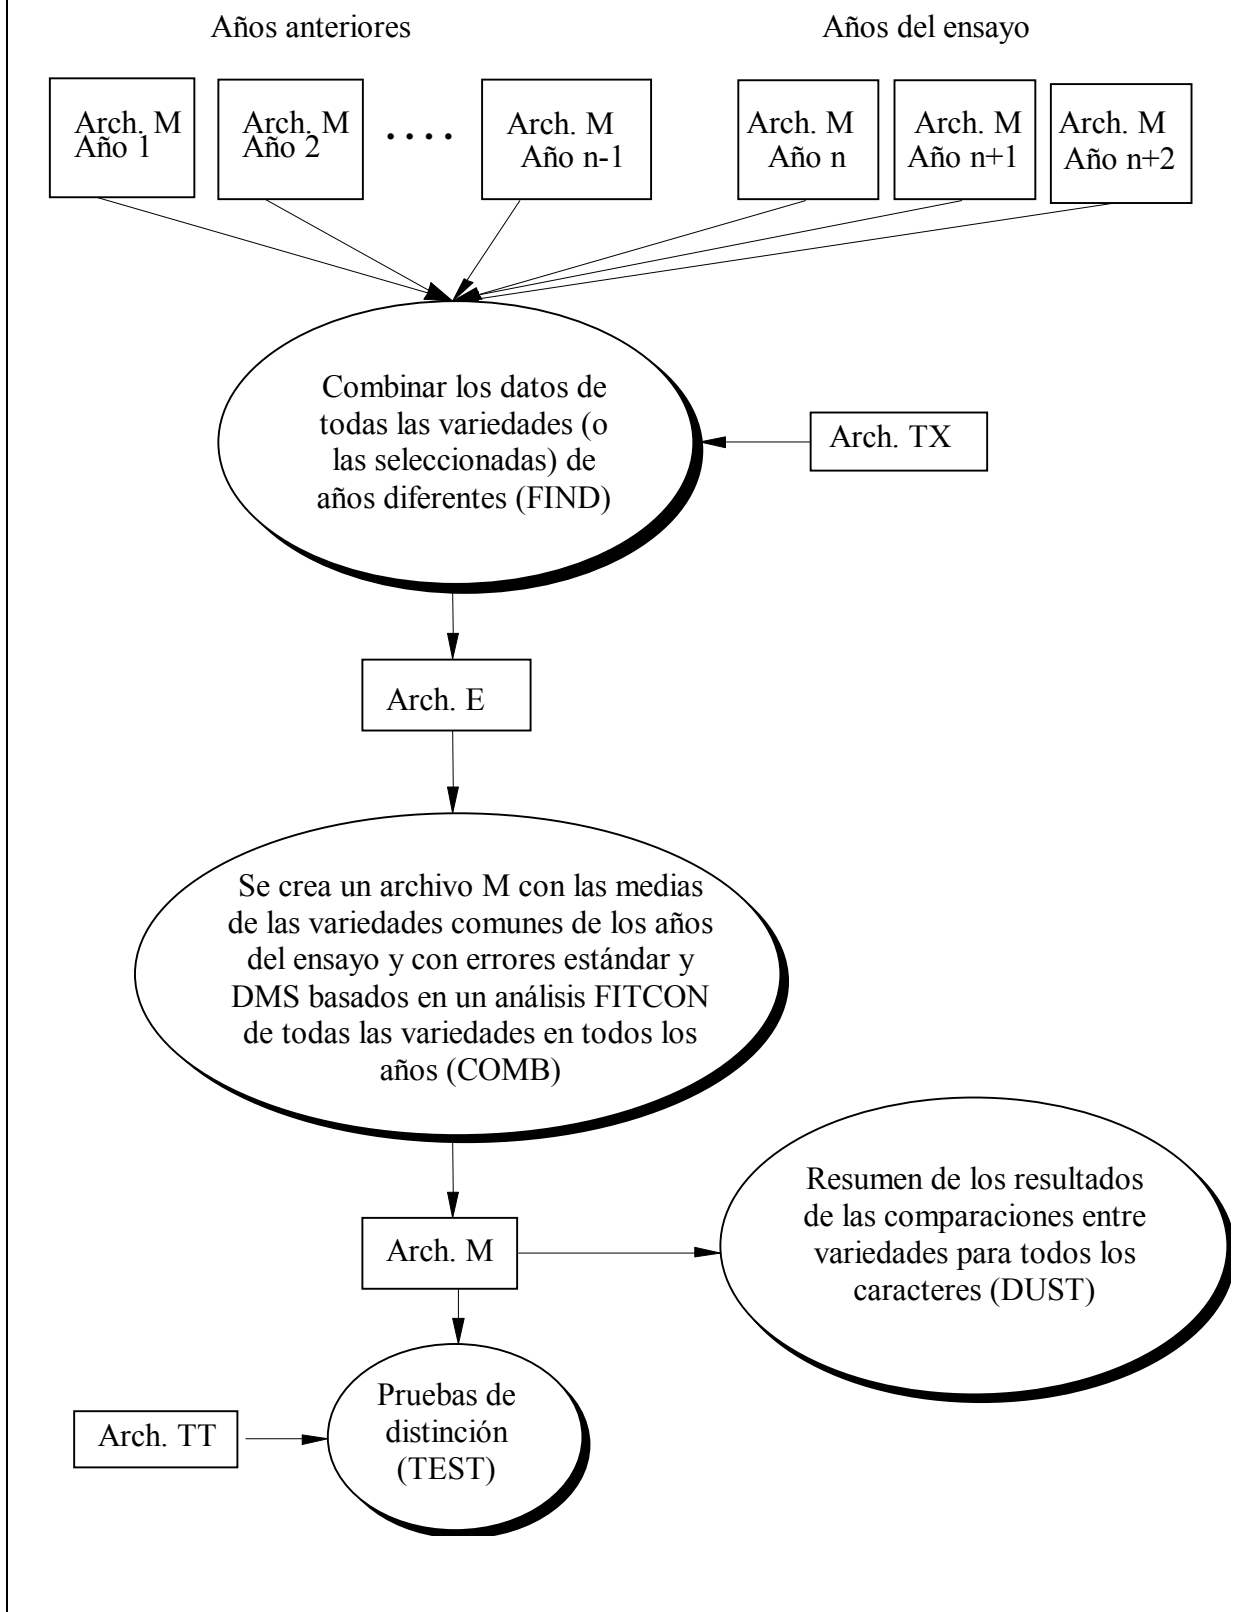 Años anteriores
Años del ensayo
Arch. M
Año 1
Arch. M
Año 2
....
Arch. M
Año n-1
Arch. M
Año n
Arch. M
Año n+1
Arch. M
Año n+2
Combinar los datos de
todas las variedades (o
las seleccionadas) de
años diferentes (FIND)
Arch. TX
Arch. E
Se crea un archivo M con las medias
de las variedades comunes de los años
del ensayo y con errores estándar y
DMS basados en un análisis FITCON
de todas las variedades en todos los
años (COMB)
Arch. M
Resumen de los resultados
de las comparaciones entre
variedades para todos los
caracteres (DUST)
Arch. TT
Pruebas de
distinción
(TEST)